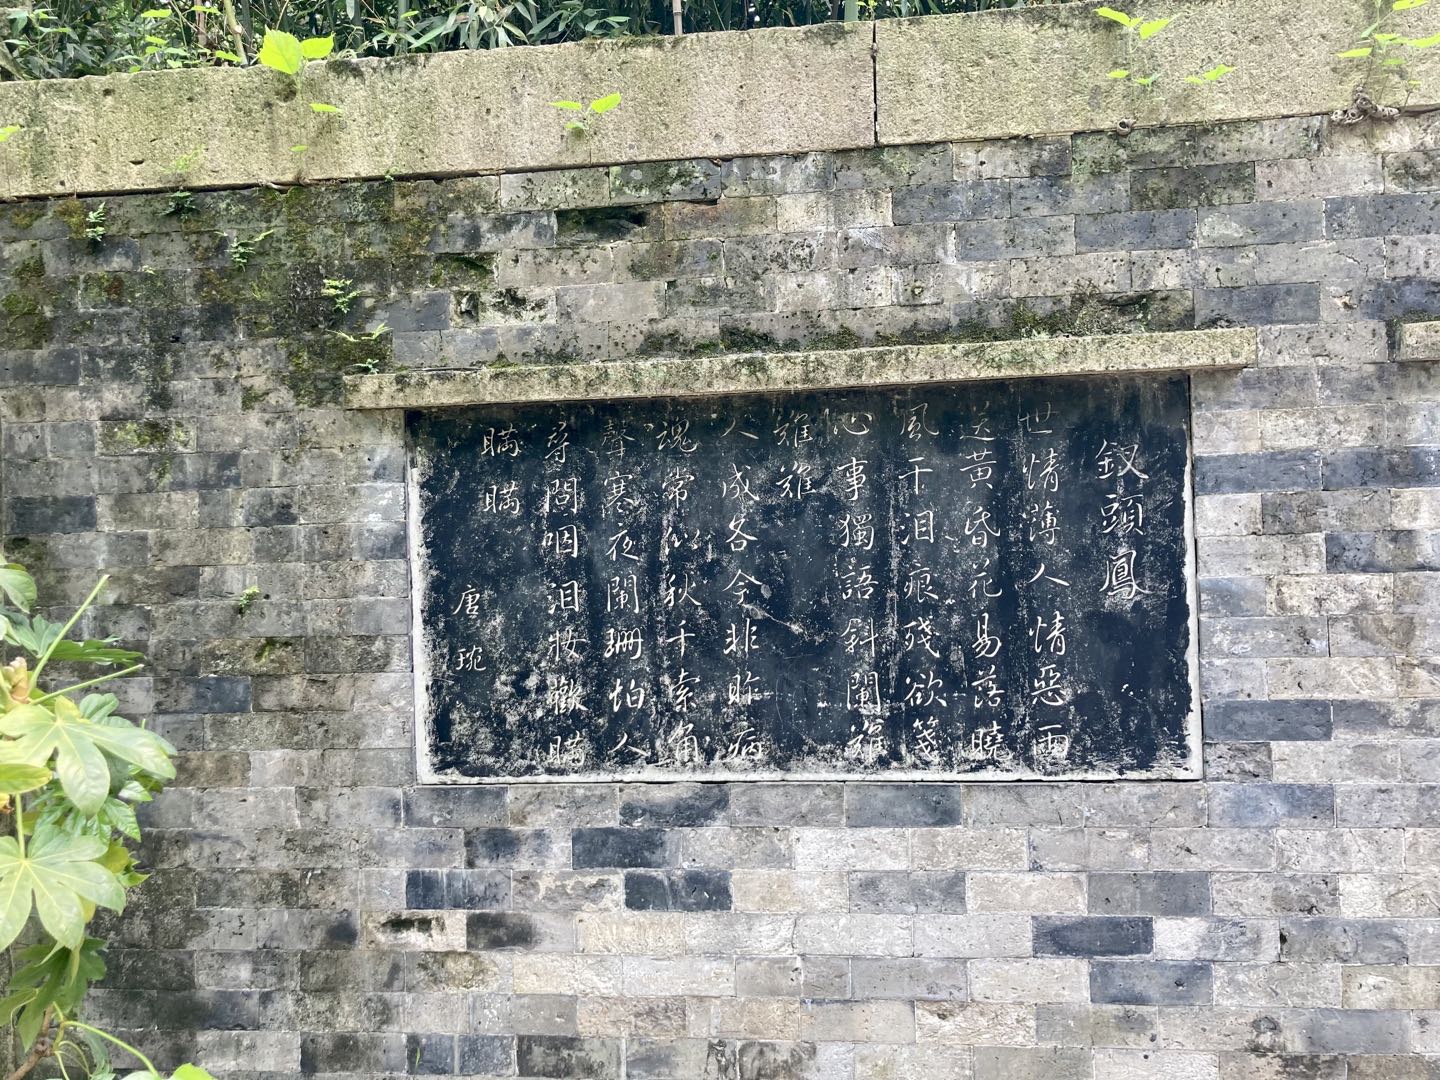 釵頭鳳
世情薄人情惡雨
送黃昏花易落曉
風干泪痕殘欲箋
心事獨語斜闌難
難難
人成各今非昨病
魂常似秋千索角
聲寒夜闌珊怕人
尋問咽泪妝歡瞞
瞞瞞
唐琬